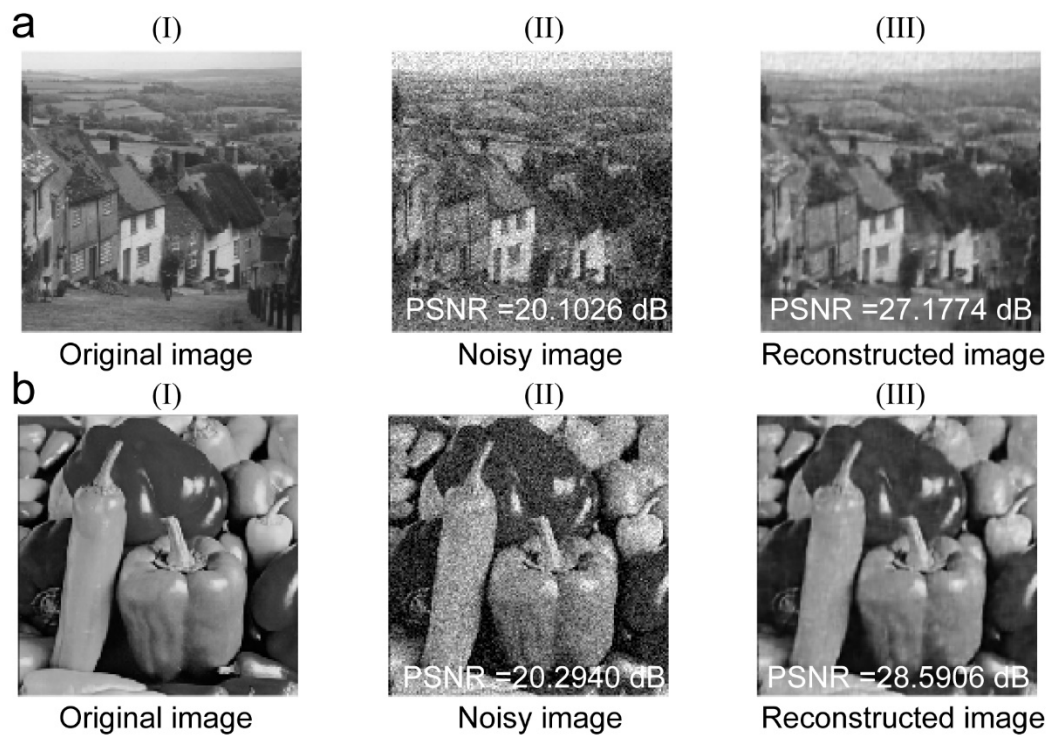 a
(I) (II) (III)
PSNR =20.1026 dB PSNR =27.1774 dB
Original image Noisy image Reconstructed image
b
(I) (II) (III)
PSNR =20.2940 dB PSNR =28.5906 dB
Original image Noisy image Reconstructed image